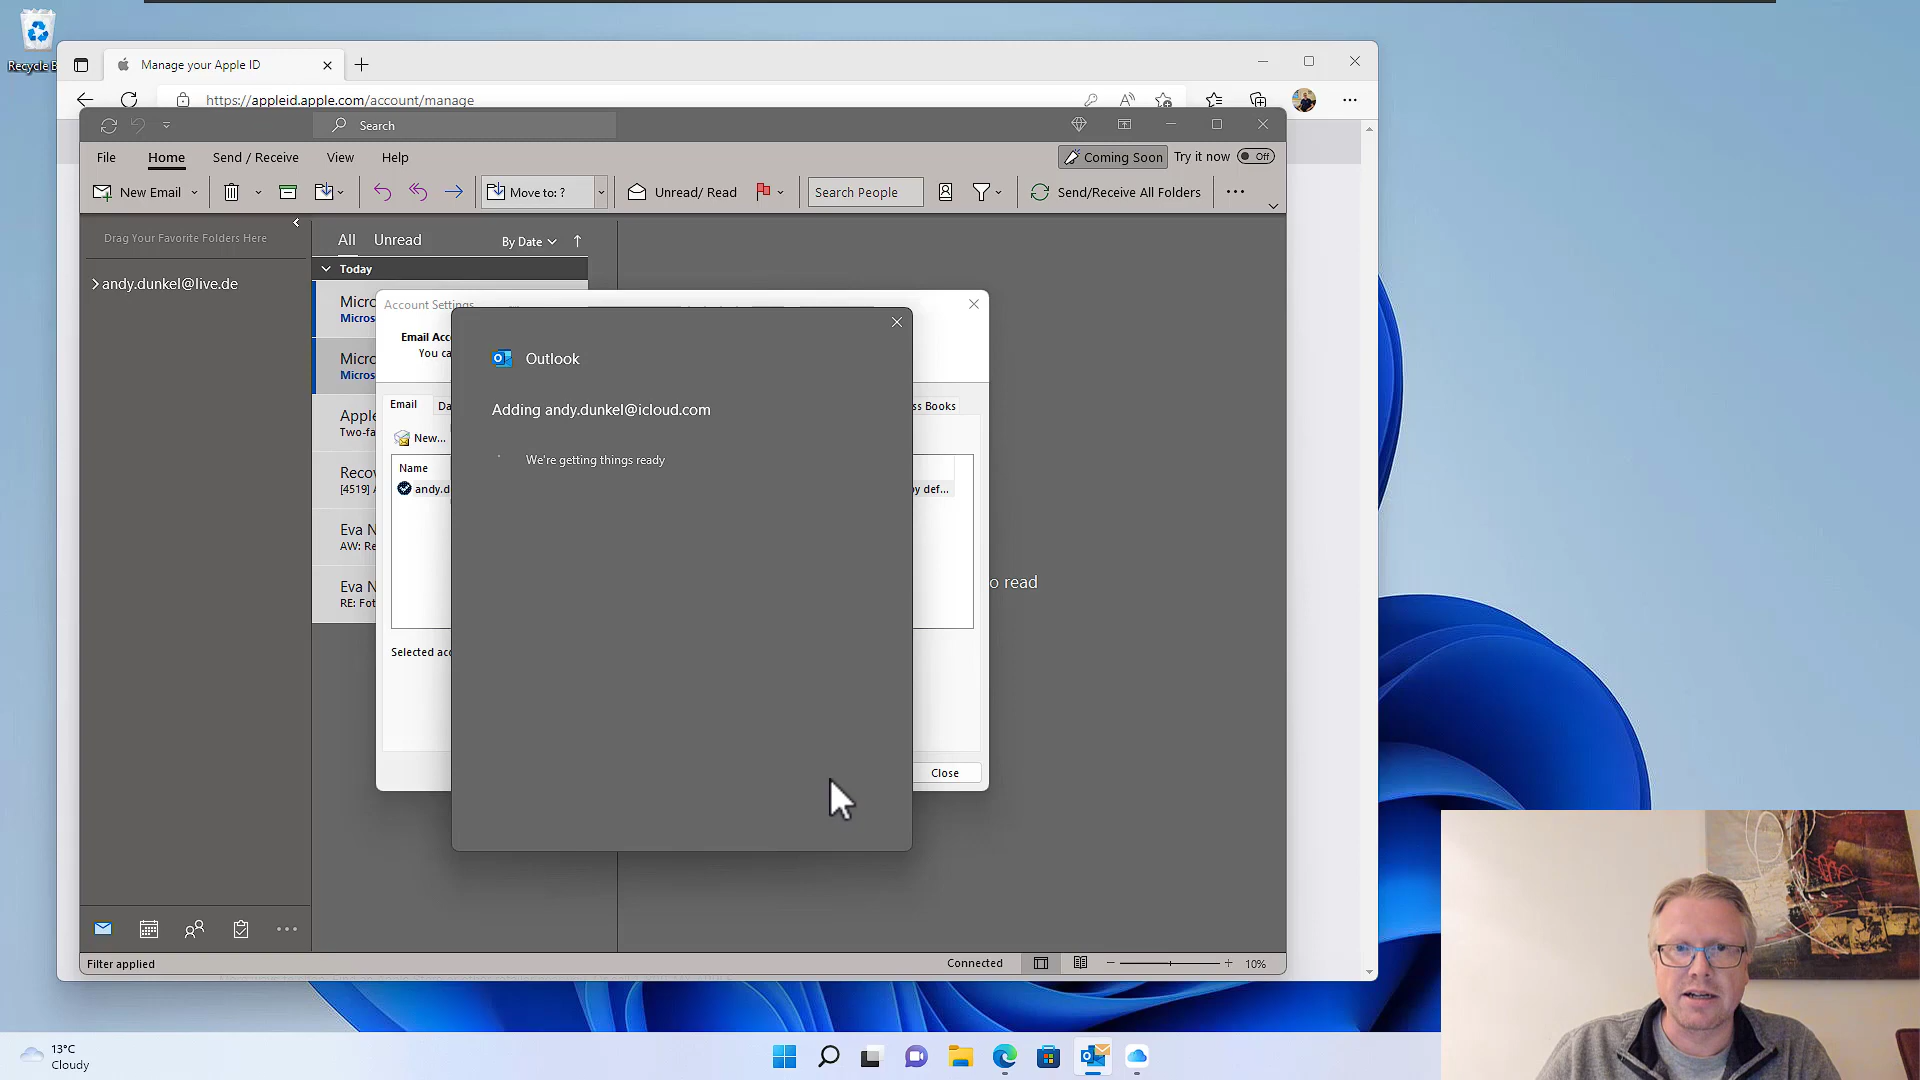 Recycle B
Manage your Apple ID
https://appleid.apple.com/account/manage
Search
File
Home
Send / Receive
View
Help
Coming Soon
Try it now
Off
New Email
Move to: ?
Unread/ Read
Search People
Send/Receive All Folders
Drag Your Favorite Folders Here
andy.dunkel@live.de
All
Unread
By Date
Today
Micro
Micros
Micro
Micros
Apple
Two-fa
Recov
[4519] A
Eva N
AW: Re
Eva N
RE: Fot
Account Settings
Email Acc
You ca
Email
Da
ss Books
New...
Name
andy.d
by def...
Selected acc
Close
Outlook
Adding andy.dunkel@icloud.com
We're getting things ready
o read
Filter applied
Connected
10%
13°C
Cloudy